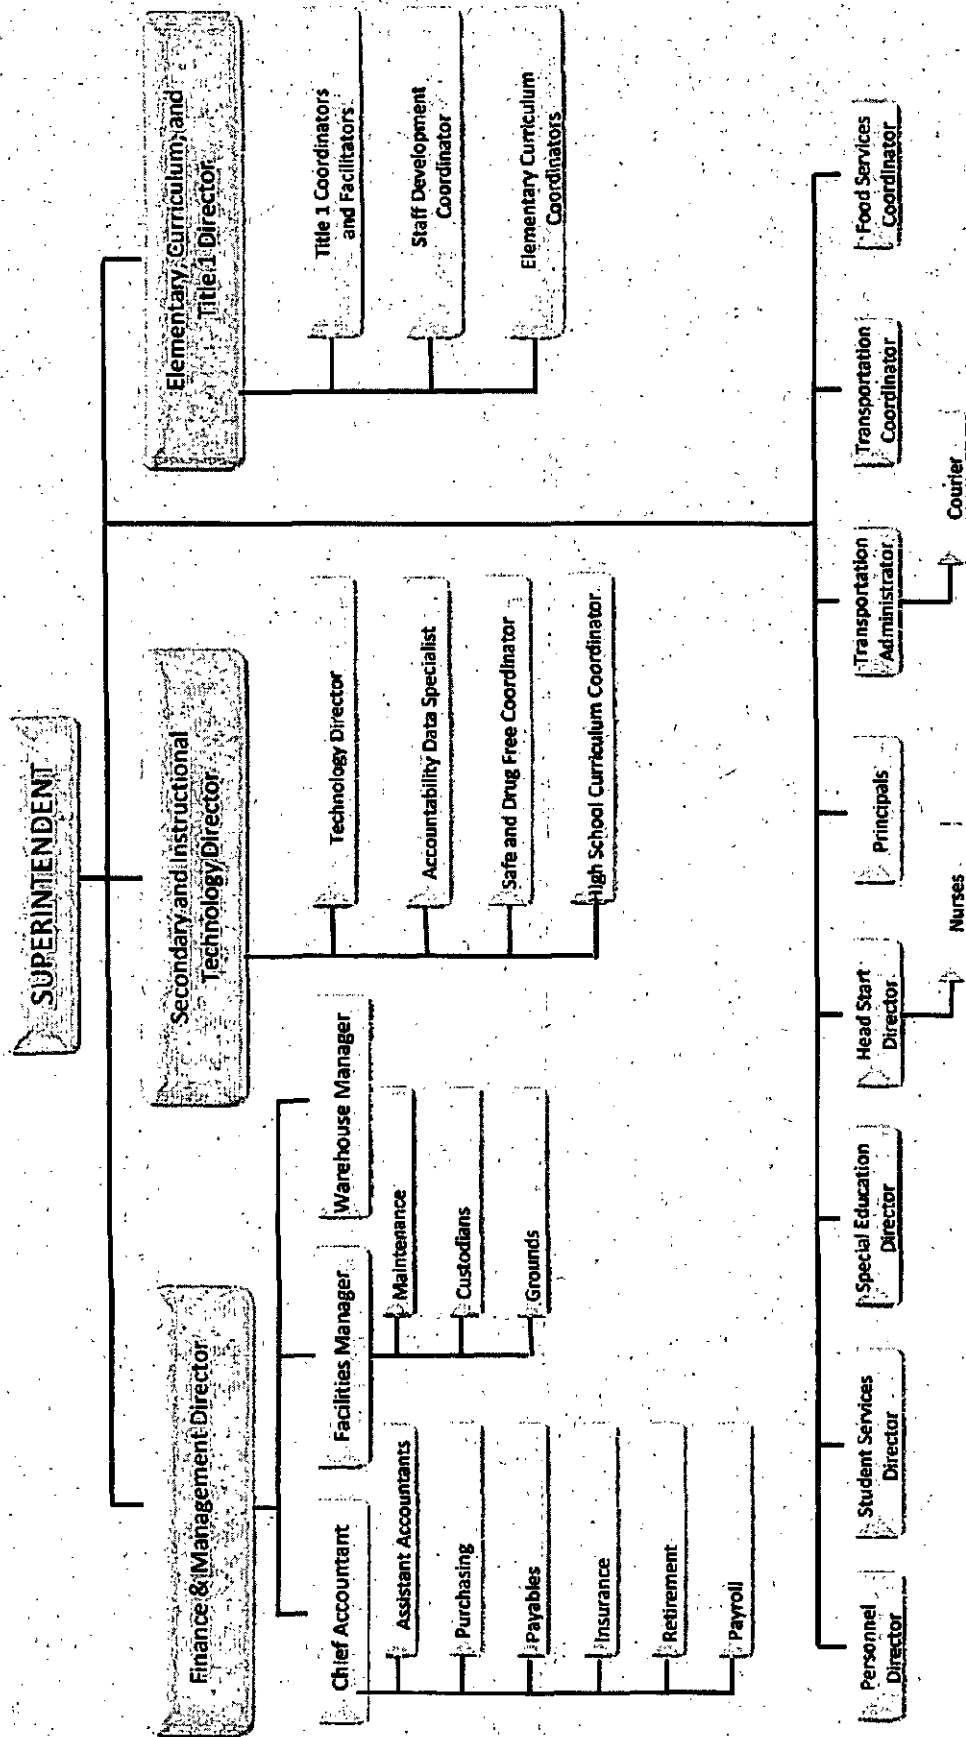 SUPERINTENDENT
Finance & Management Director
Secondary and Instructional
Technology Director
Elementary, Curriculum, and
Title 1 Director
Chief Accountant
Assistant Accountants
Purchasing
Payables
Insurance
Retirement
Payroll
Facilities Manager
Maintenance
Custodians
Grounds
Warehouse Manager
Technology Director
Accountability Data Specialist
Safe and Drug Free Coordinator
High School Curriculum Coordinator
Title 1 Coordinators
and Facilitators
Staff Development
Coordinator
Elementary Curriculum
Coordinators
Personnel
Director
Student Services
Director
Special Education
Director
Head Start
Director
Nurses
Principals
Transportation
Administrator
Courier
Transportation
Coordinator
Food Services
Coordinator